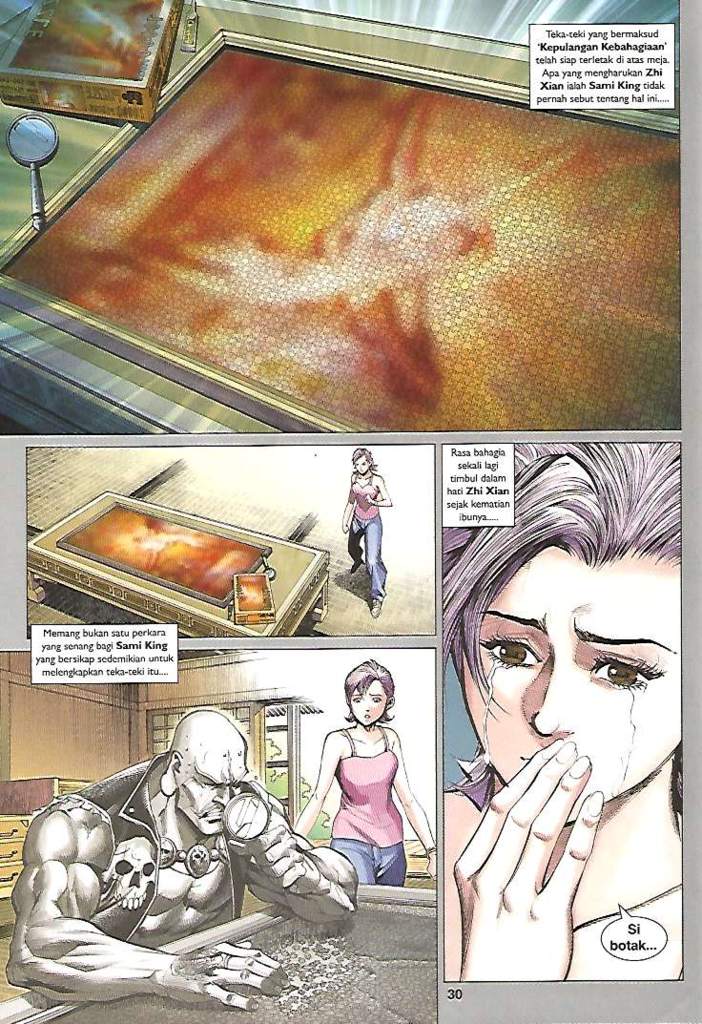 Teka-teki yang bermaksud
'Kepulangan Kebahagiaan'
telah siap terletak di atas meja.
Apa yang mengharukan Zhi
Xian ialah Sami King tidak
pernah sebut tentang hal ini.....
Rasa bahagia
sekali lagi
timbul dalam
hati Zhi Xian
sejak kematian
ibunya.....
Memang bukan satu perkara
yang senang bagi Sami King
yang bersikap sedemikian untuk
melengkapkan teka-teki itu....
Si
botak...
30